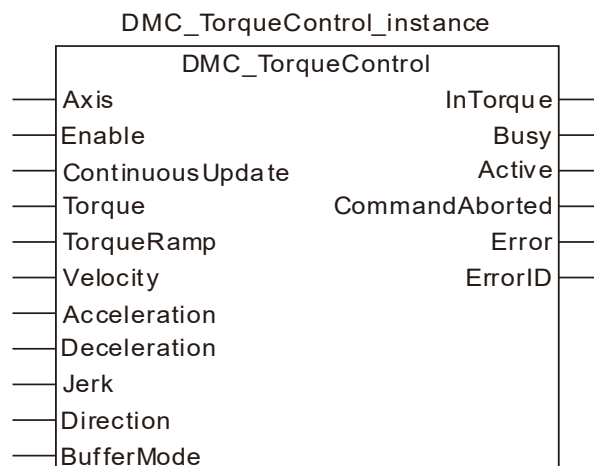 DMC_TorqueControl_instance
DMC_TorqueControl
Axis InTorque
Enable Busy
ContinuousUpdate Active
Torque CommandAborted
TorqueRamp Error
Velocity ErrorID
Acceleration
Deceleration
Jerk
Direction
BufferMode